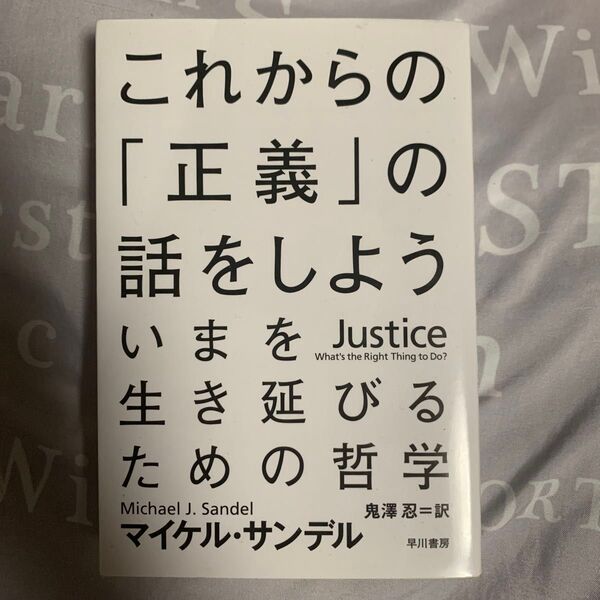 これからの
「正義」の
話をしよう
いまを
Justice
What's the Right Thing to Do?
生き延びる
ための哲学
Michael J. Sandel
マイケル・サンデル
鬼澤 忍=訳
早川書房